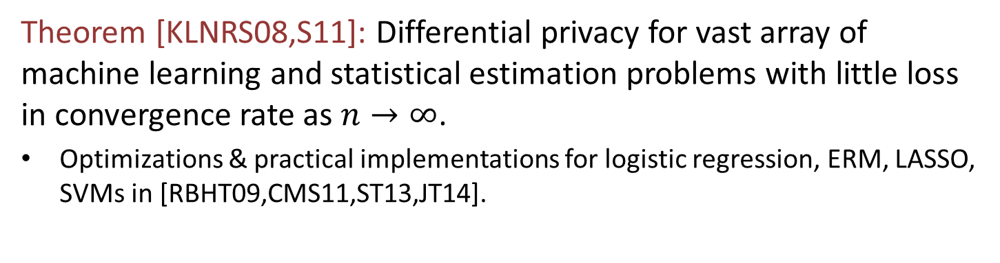 Theorem [KLNRS08,S11]: Differential privacy for vast array of
machine learning and statistical estimation problems with little loss
in convergence rate as n → ∞.
• Optimizations & practical implementations for logistic regression, ERM, LASSO,
SVMs in [RBHT09,CMS11,ST13,JT14].